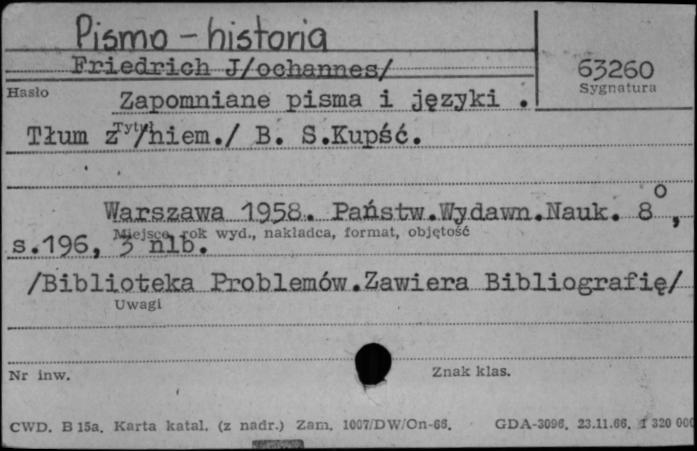 Pismo - historia
Friedrich J/ochannes/
63260
Sygnatura
Hasło
Zapomniane pisma i języki .
Tytuł
Tłum z /niem./ B. S.Kupść.
Warszawa 1958. Państw.Wydawn.Nauk. 8°,
Miejsce, rok wyd., nakładca, format, objętość
s.196, 3 nlb.
/Biblioteka Problemów.Zawiera Bibliografię/
Uwagi
Nr inw.
Znak klas.
CWD. B 15a. Karta katal. (z nadr.) Zam. 1007/DW/On-66. GDA-3096. 23.11.66. 1 320 000